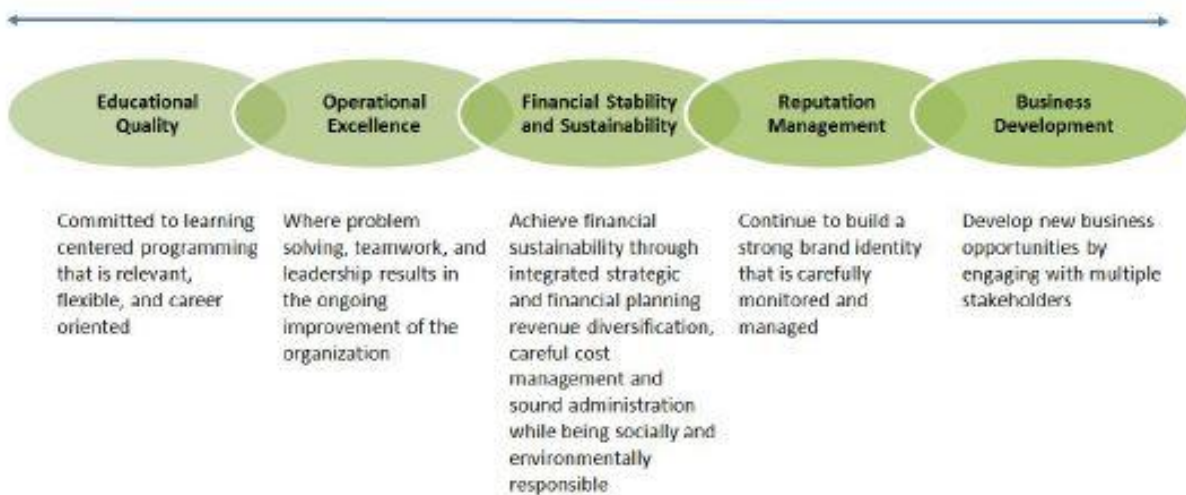 Educational
Quality
Operational
Excellence
Financial Stability
and Sustainability
Reputation
Management
Business
Development
Committed to learning
centered programming
that is relevant,
flexible, and career
oriented
Where problem
solving, teamwork, and
leadership results in
the ongoing
improvement of the
organization
Achieve financial
sustainability through
integrated strategic
and financial planning
revenue diversification,
careful cost
management and
sound administration
while being socially and
environmentally
responsible
Continue to build a
strong brand identity
that is carefully
monitored and
managed
Develop new business
opportunities by
engaging with multiple
stakeholders